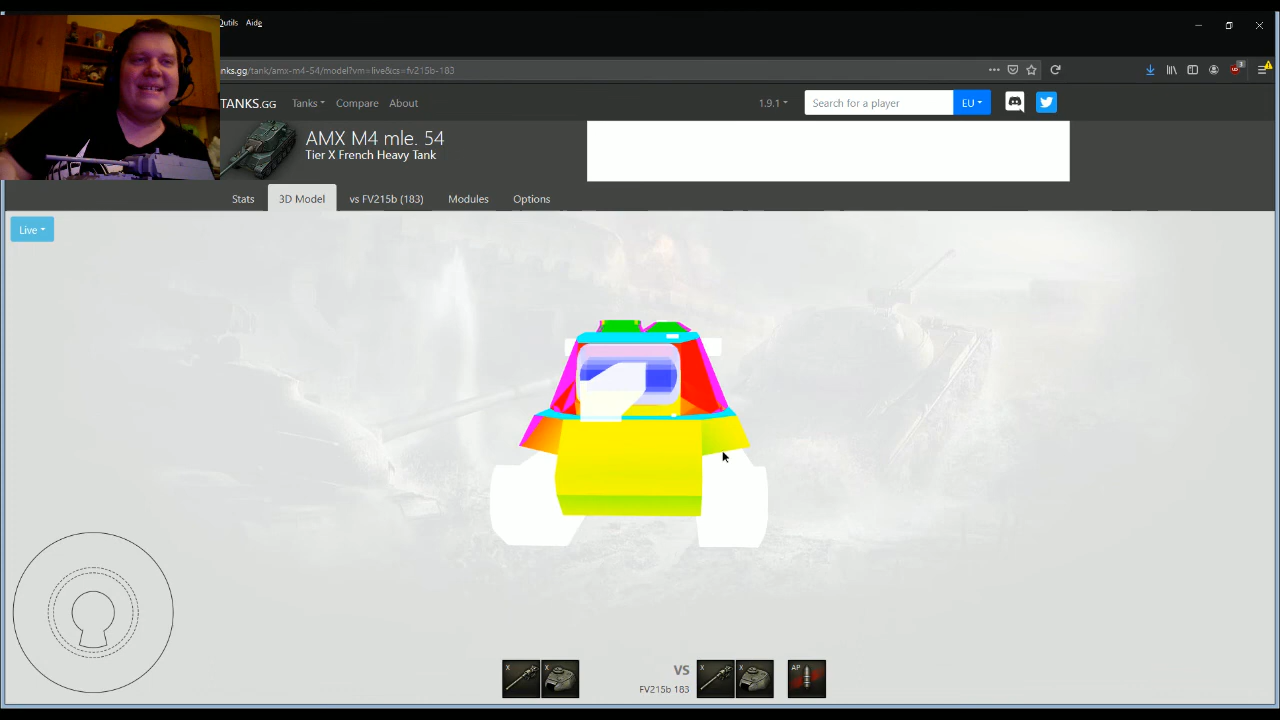 Outils Aide
nks.gg/tank/amx-m4-54/model?vm=live&cs=fv215b-183
3
TANKS.GG Tanks Compare About 1.9.1 Search for a player EU
AMX M4 mle. 54
Tier X French Heavy Tank
Stats 3D Model vs FV215b (183) Modules Options
Live
X X VS X X AP
FV215b 183